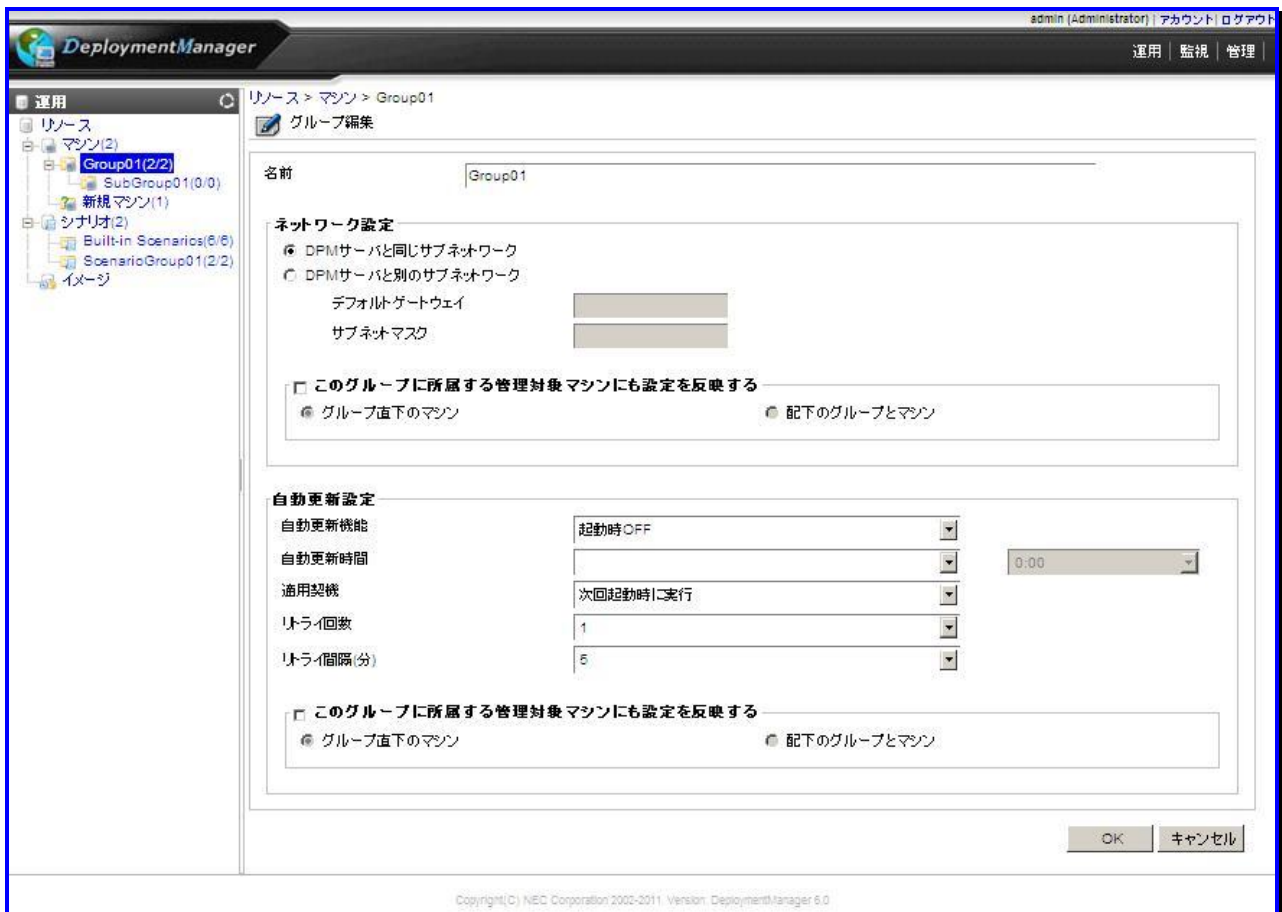 admin (Administrator) | アカウント | ログアウト
DeploymentManager
運用 | 監視 | 管理
運用
リソース
マシン(2)
Group01(2/2)
SubGroup01(0/0)
新規マシン(1)
シナリオ(2)
Built-in Scenarios(6/6)
ScenarioGroup01(2/2)
イメージ
リソース > マシン > Group01
グループ編集
名前 Group01
ネットワーク設定
DPMサーバと同じサブネットワーク
DPMサーバと別のサブネットワーク
デフォルトゲートウェイ
サブネットマスク
このグループに所属する管理対象マシンにも設定を反映する
グループ直下のマシン 配下のグループとマシン
自動更新設定
自動更新機能 起動時OFF
自動更新時間 0:00
適用契機 次回起動時に実行
リトライ回数 1
リトライ間隔(分) 5
このグループに所属する管理対象マシンにも設定を反映する
グループ直下のマシン 配下のグループとマシン
OK キャンセル
Copyright(C) NEC Corporation 2002-2011. Version: DeploymentManager 6.0